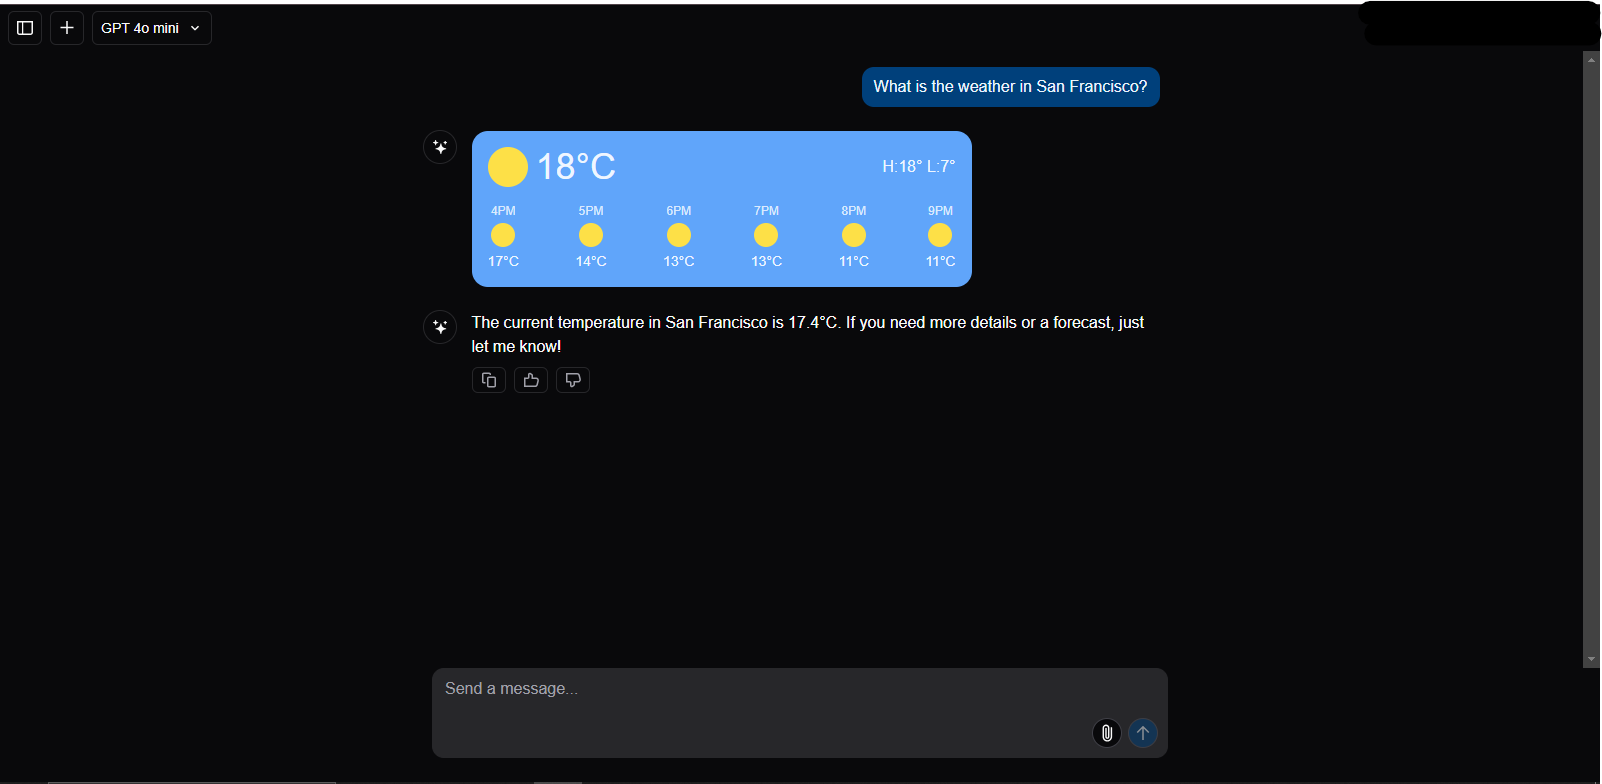 GPT 4o mini
What is the weather in San Francisco?
18°C
H:18° L:7°
4PM 5PM 6PM 7PM 8PM 9PM
17°C 14°C 13°C 13°C 11°C 11°C
The current temperature in San Francisco is 17.4°C. If you need more details or a forecast, just
let me know!
Send a message...